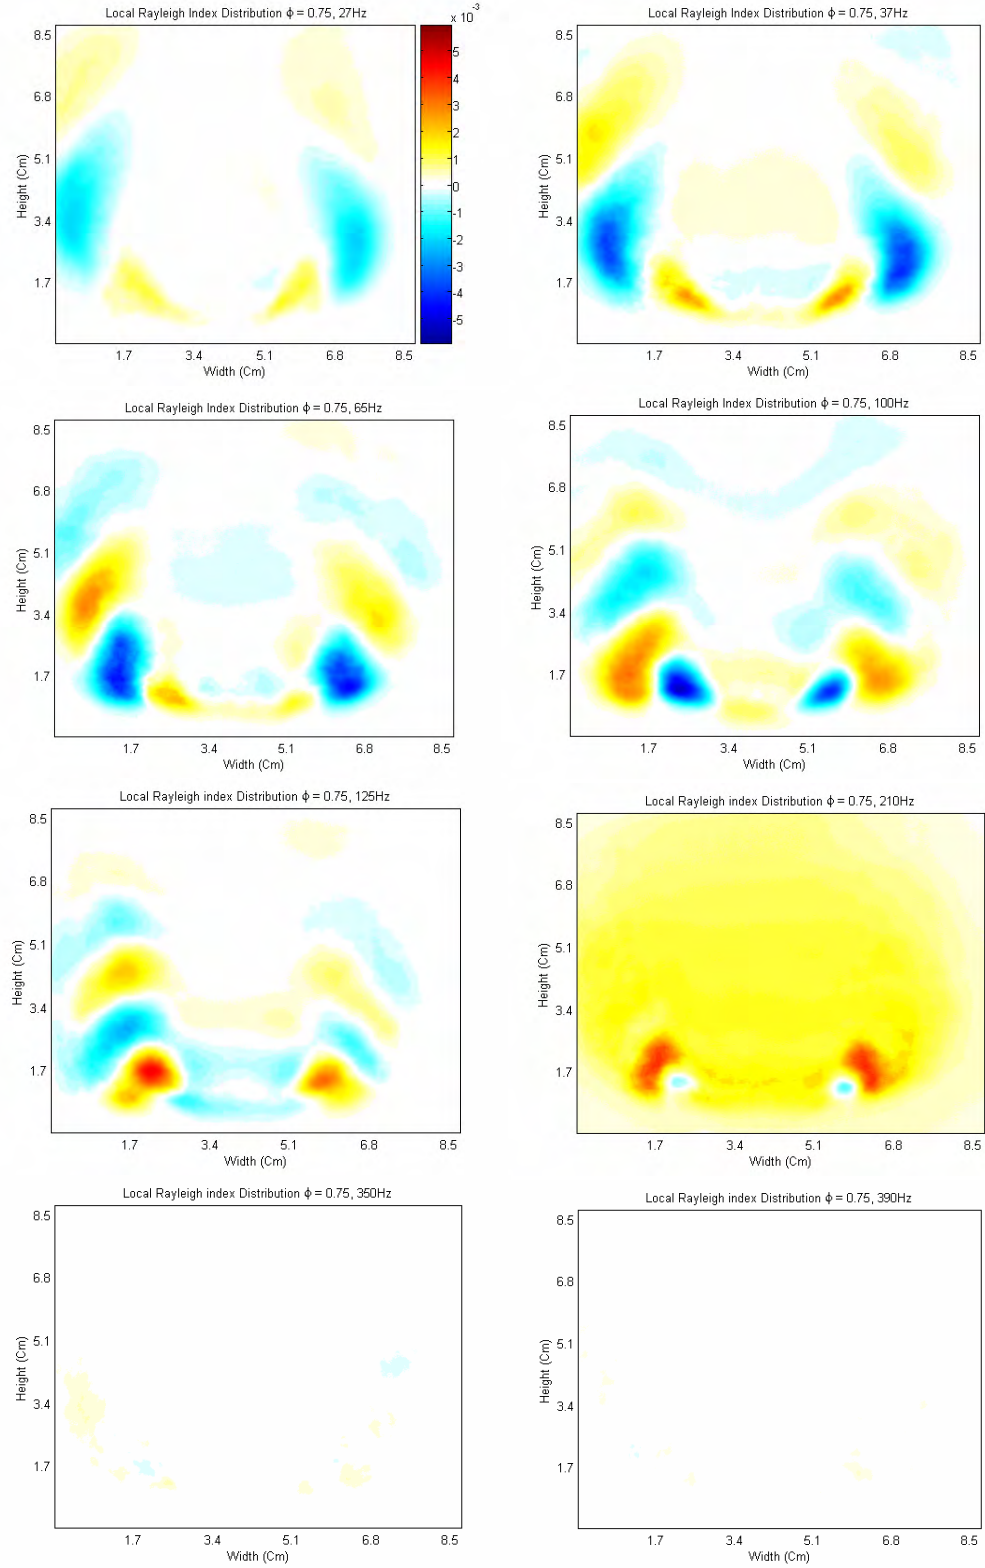 Local Rayleigh Index Distribution ϕ = 0.75, 27Hz
x 10⁻³
8.5
6.8
5.1
3.4
1.7
Height (Cm)
1.7 3.4 5.1 6.8 8.5
Width (Cm)
5
4
3
2
1
0
-1
-2
-3
-4
-5
Local Rayleigh Index Distribution ϕ = 0.75, 37Hz
8.5
6.8
5.1
3.4
1.7
Height (Cm)
1.7 3.4 5.1 6.8 8.5
Width (Cm)
Local Rayleigh Index Distribution ϕ = 0.75, 65Hz
8.5
6.8
5.1
3.4
1.7
Height (Cm)
1.7 3.4 5.1 6.8 8.5
Width (Cm)
Local Rayleigh Index Distribution ϕ = 0.75, 100Hz
8.5
6.8
5.1
3.4
1.7
Height (Cm)
1.7 3.4 5.1 6.8 8.5
Width (Cm)
Local Rayleigh index Distribution ϕ = 0.75, 125Hz
8.5
6.8
5.1
3.4
1.7
Height (Cm)
1.7 3.4 5.1 6.8 8.5
Width (Cm)
Local Rayleigh index Distribution ϕ = 0.75, 210Hz
8.5
6.8
5.1
3.4
1.7
Height (Cm)
1.7 3.4 5.1 6.8 8.5
Width (Cm)
Local Rayleigh index Distribution ϕ = 0.75, 350Hz
8.5
6.8
5.1
3.4
1.7
Height (Cm)
1.7 3.4 5.1 6.8 8.5
Width (Cm)
Local Rayleigh index Distribution ϕ = 0.75, 390Hz
8.5
6.8
5.1
3.4
1.7
Height (Cm)
1.7 3.4 5.1 6.8 8.5
Width (Cm)